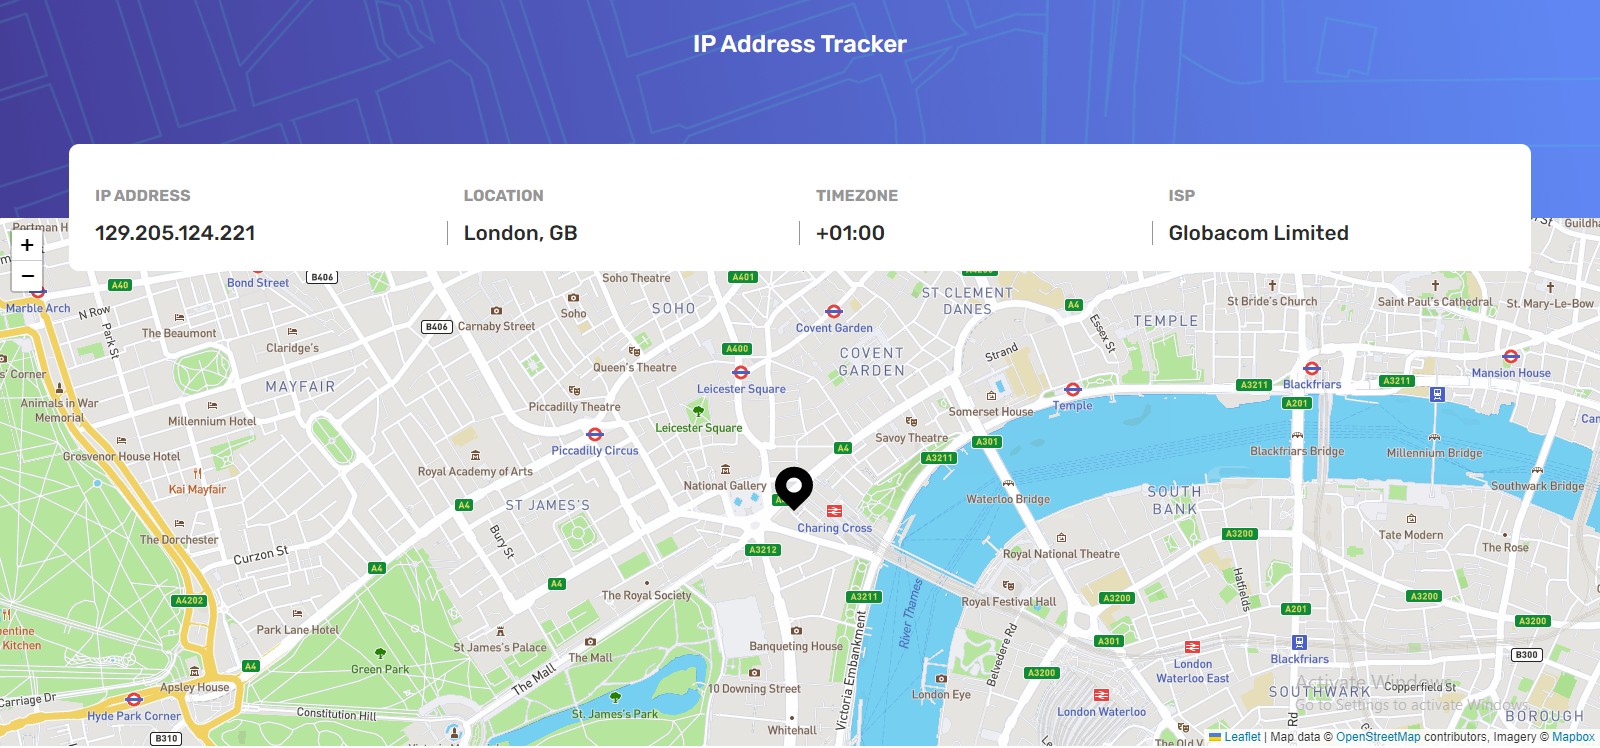 IP Address Tracker
IP ADDRESS
129.205.124.221
LOCATION
London, GB
TIMEZONE
+01:00
ISP
Globacom Limited
Portman H
Guildha
+
−
Marble Arch
A40
N Row
Park St
Bond Street
B406
B406
Carnaby Street
The Beaumont
Claridge's
Soho Theatre
Soho
SOHO
A401
A400
Covent Garden
COVENT
GARDEN
ST CLEMENT
DANES
A4
Essex St
Strand
TEMPLE
St Bride's Church
Saint Paul's Cathedral
St. Mary-Le-Bow
Queen's Theatre
Leicester Square
Leicester Square
Piccadilly Theatre
Piccadilly Circus
s' Corner
Animals in War
Memorial
MAYFAIR
Millennium Hotel
Grosvenor House Hotel
Kai Mayfair
The Dorchester
Royal Academy of Arts
A4
ST JAMES'S
National Gallery
A4
Savoy Theatre
Somerset House
Temple
A3211
A301
A3211
Blackfriars
A201
A3211
Mansion House
Can
Blackfriars Bridge
Millennium Bridge
Southwark Bridge
Waterloo Bridge
SOUTH
BANK
Charing Cross
A3212
Curzon St
Bury St
A4
A4
A4202
Park Lane Hotel
entine
Kitchen
The Royal Society
St James's Palace
The Mall
The Mall
Green Park
A4
Apsley House
Carriage Dr
Hyde Park Corner
Constitution Hill
B310
St. James's Park
Banqueting House
10 Downing Street
Whitehall
A3211
Victoria Embankment
River Thames
Royal National Theatre
Royal Festival Hall
Belvedere Rd
London Eye
A3200
A3200
A301
A3200
Hatfields
A201
Tate Modern
The Rose
A3200
A3200
B300
London
Waterloo East
London Waterloo
Blackfriars
SOUTHWARK
Copperfield St
BOROUGH
Rd
The Old V
Activate Windows
Go to Settings to activate Windows.
Leaflet | Map data © OpenStreetMap contributors, Imagery © Mapbox